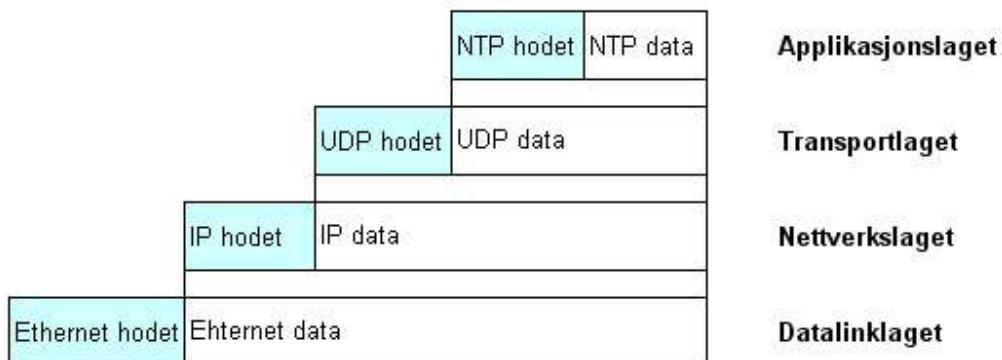 NTP hodet NTP data Applikasjonslaget
UDP hodet UDP data Transportlaget
IP hodet IP data Nettverkslaget
Ethernet hodet Ehternet data Datalinklaget